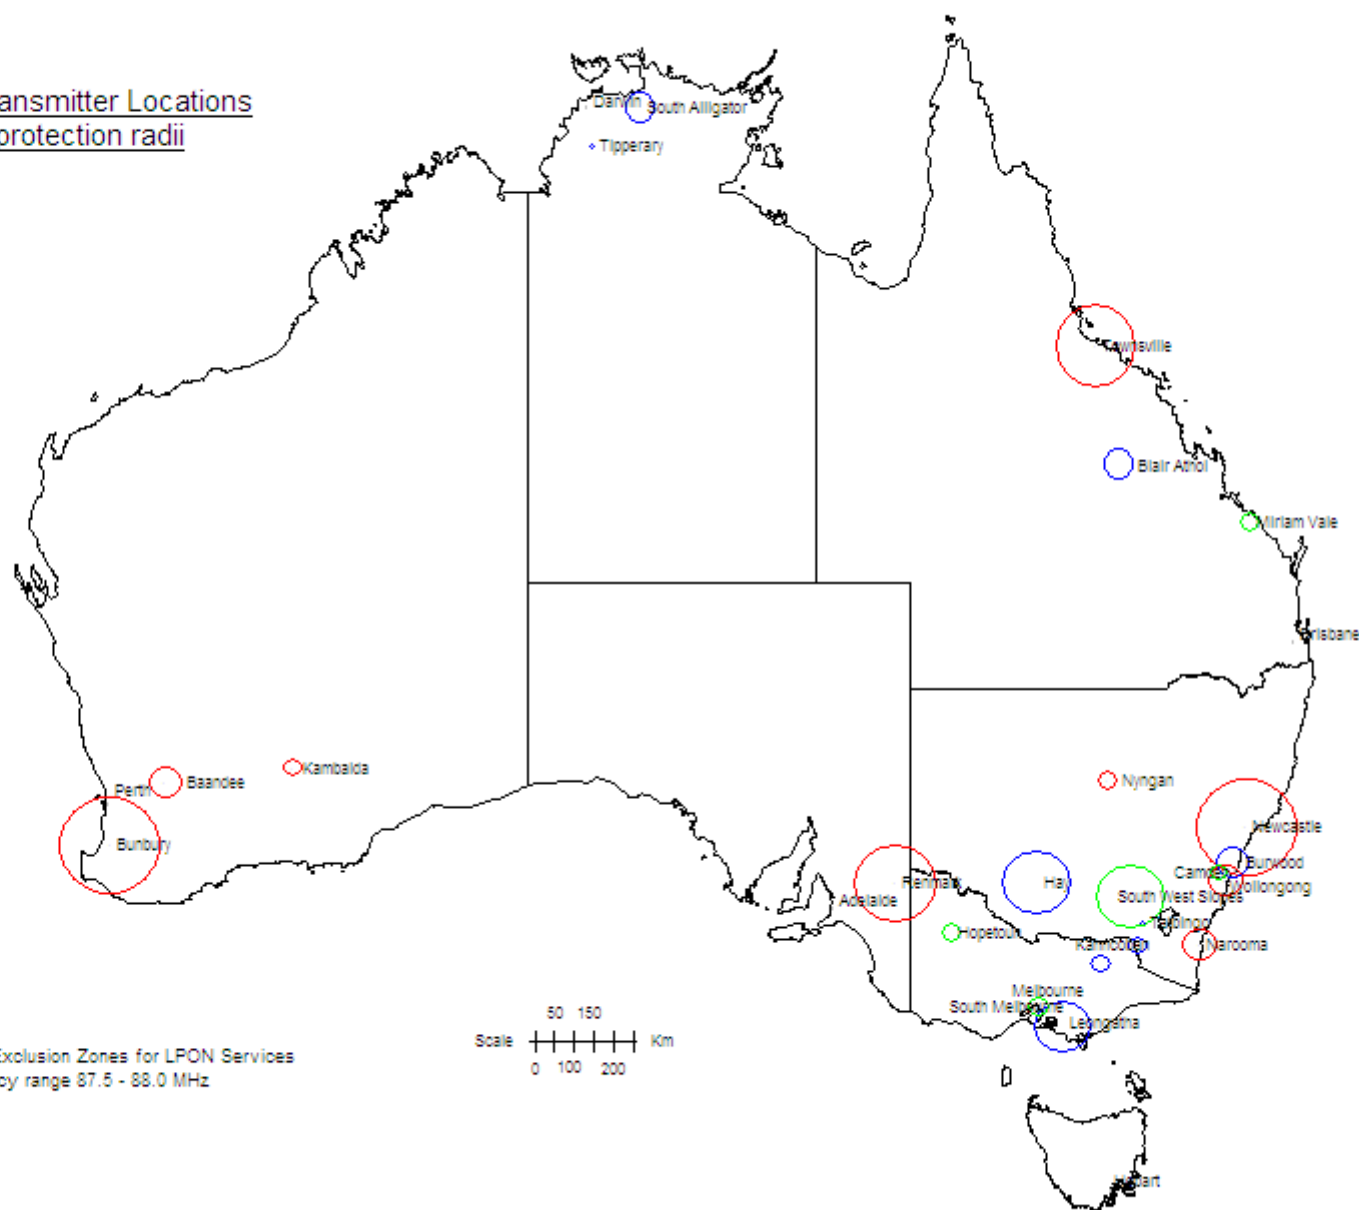 ansmitter Locations
protection radii
Darwin
South Alligator
Tipperary
Townsville
Blair Athol
Miriam Vale
Brisbane
Kambalda
Baandee
Perth
Bunbury
Nyngan
Newcastle
Burwood
Camden
Wollongong
Renmark
Hay
South West Slopes
Adelaide
Talbingo
Hopetoun
Narooma
Melbourne
South Melbourne
Leongatha
50 150
Scale Km
0 100 200
Exclusion Zones for LPON Services
cy range 87.5 - 88.0 MHz
Hobart